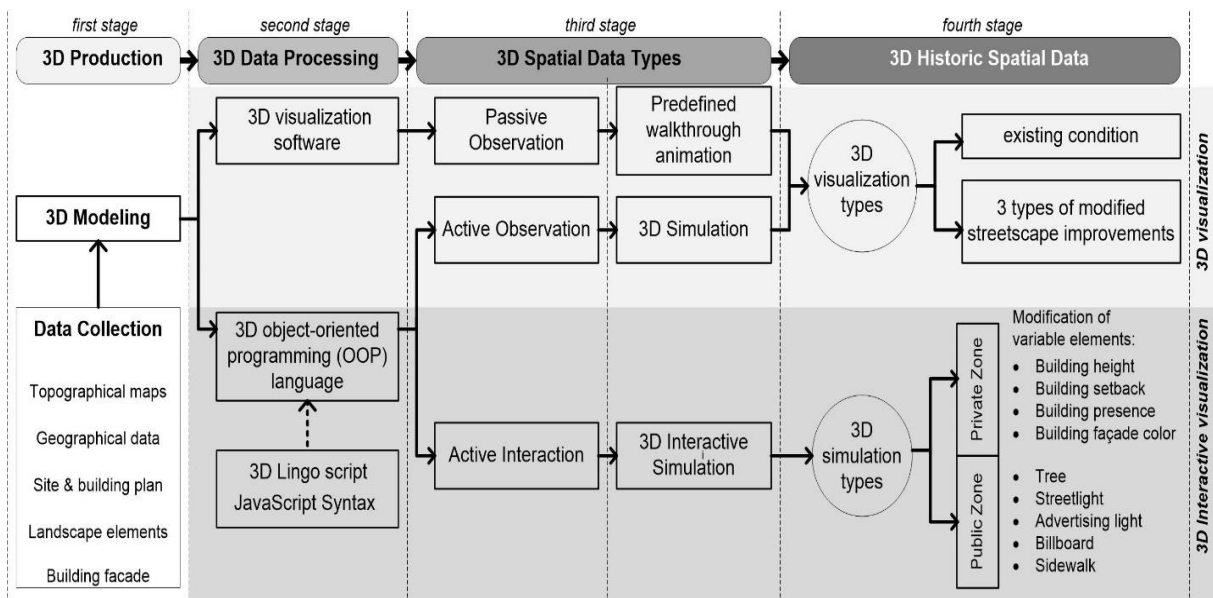 first stage
second stage
third stage
fourth stage
3D Production
3D Data Processing
3D Spatial Data Types
3D Historic Spatial Data
3D visualization
software
Passive
Observation
Predefined
walkthrough
animation
3D
visualization
types
existing condition
3 types of modified
streetscape improvements
3D visualization
3D Modeling
Active Observation
3D Simulation
Data Collection
Topographical maps
Geographical data
Site & building plan
Landscape elements
Building facade
3D object-oriented
programming (OOP)
language
3D Lingo script
JavaScript Syntax
Active Interaction
3D Interactive
Simulation
3D
simulation
types
Private Zone
Modification of
variable elements:
• Building height
• Building setback
• Building presence
• Building façade color
Public Zone
• Tree
• Streetlight
• Advertising light
• Billboard
• Sidewalk
3D Interactive visualization